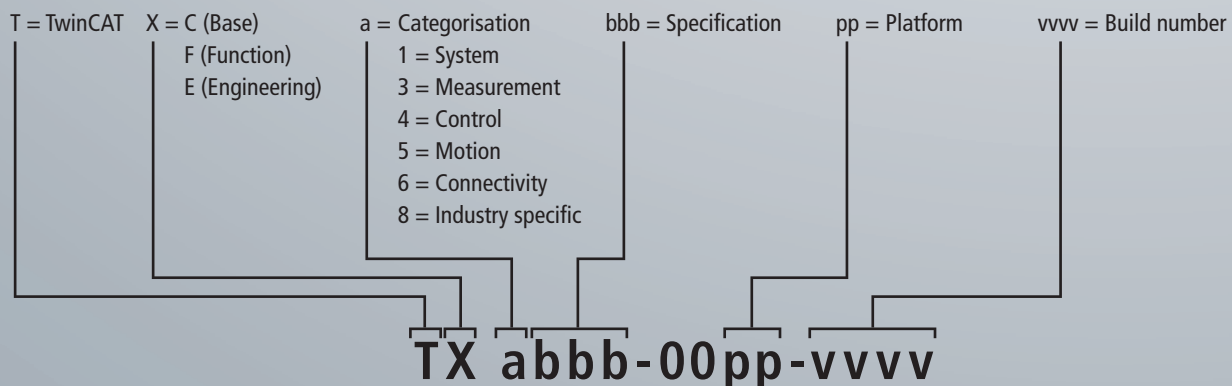 T = TwinCAT X = C (Base) a = Categorisation bbb = Specification pp = Platform vvvv = Build number
F (Function) 1 = System
E (Engineering) 3 = Measurement
4 = Control
5 = Motion
6 = Connectivity
8 = Industry specific
TX abbb-00pp-vvvv